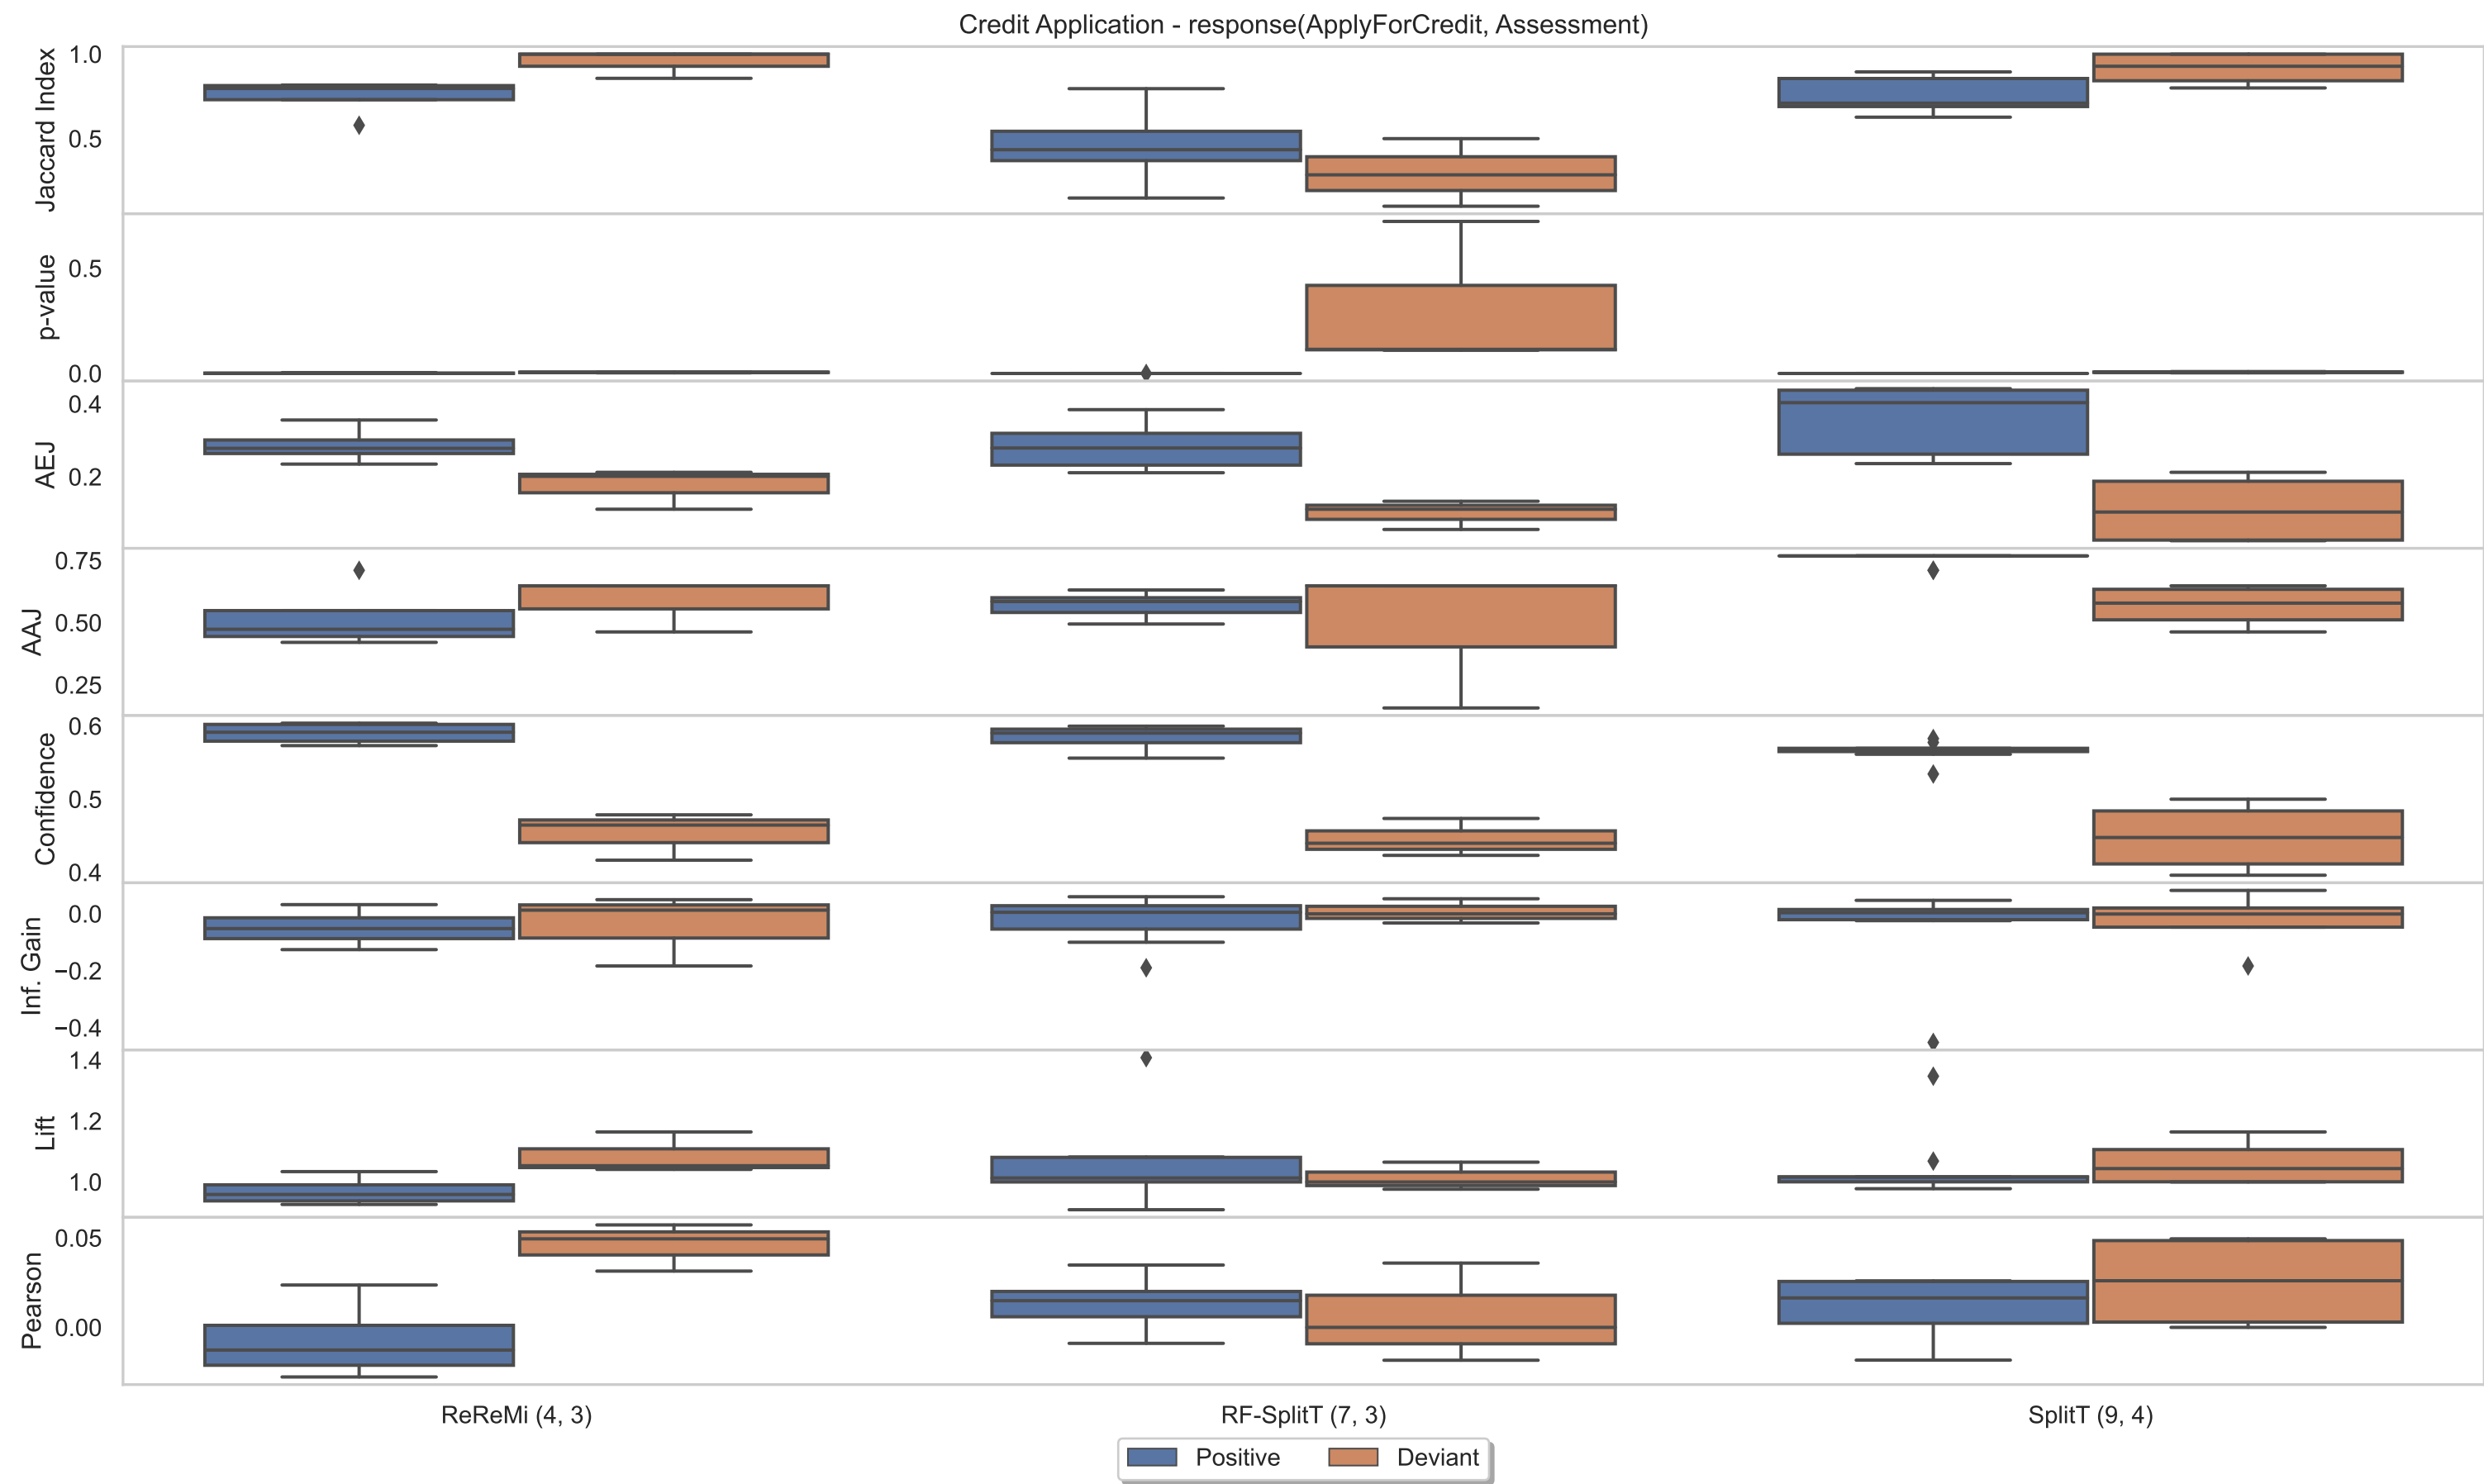 Credit Application - response(ApplyForCredit, Assessment)
Jaccard Index
1.0
0.5
p-value
0.5
0.0
AEJ
0.4
0.2
AAJ
0.75
0.50
0.25
Confidence
0.6
0.5
0.4
Inf. Gain
0.0
−0.2
−0.4
Lift
1.4
1.2
1.0
Pearson
0.05
0.00
ReReMi (4, 3)
RF-SplitT (7, 3)
SplitT (9, 4)
Positive
Deviant